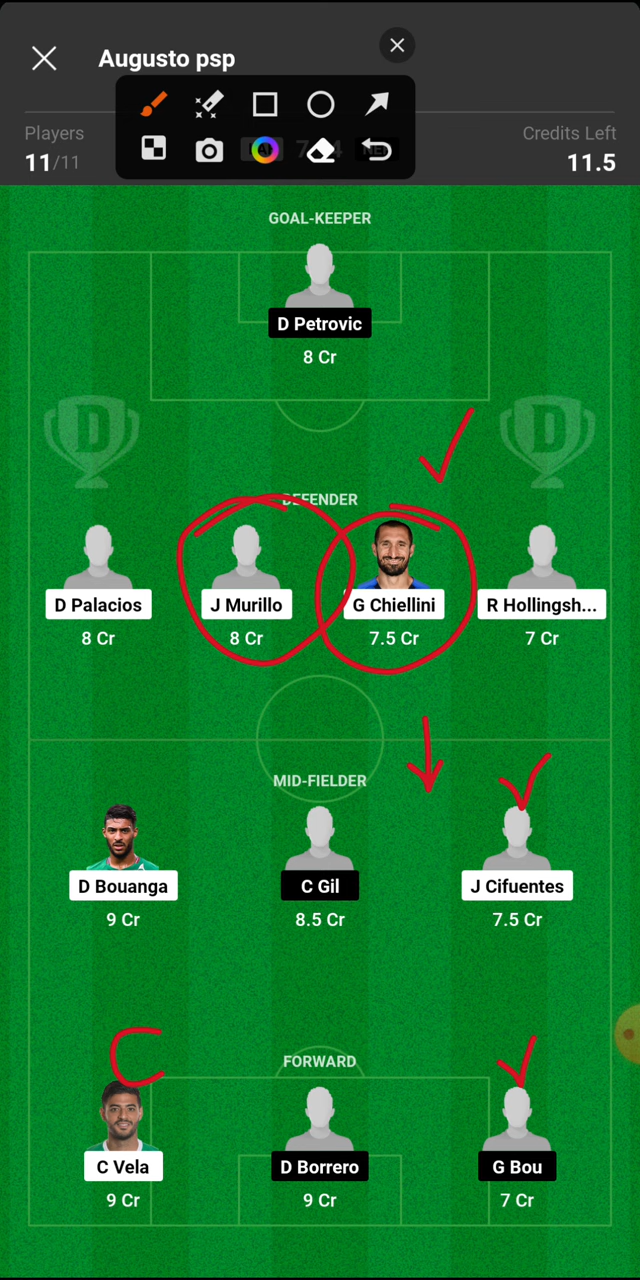 Augusto psp
Players
Credits Left
11/11
11.5
GOAL-KEEPER
D Petrovic
8 Cr
DEFENDER
D Palacios
J Murillo
G Chiellini
R Hollingsh...
8 Cr
8 Cr
7.5 Cr
7 Cr
MID-FIELDER
D Bouanga
C Gil
J Cifuentes
9 Cr
8.5 Cr
7.5 Cr
C
FORWARD
C Vela
D Borrero
G Bou
9 Cr
9 Cr
7 Cr